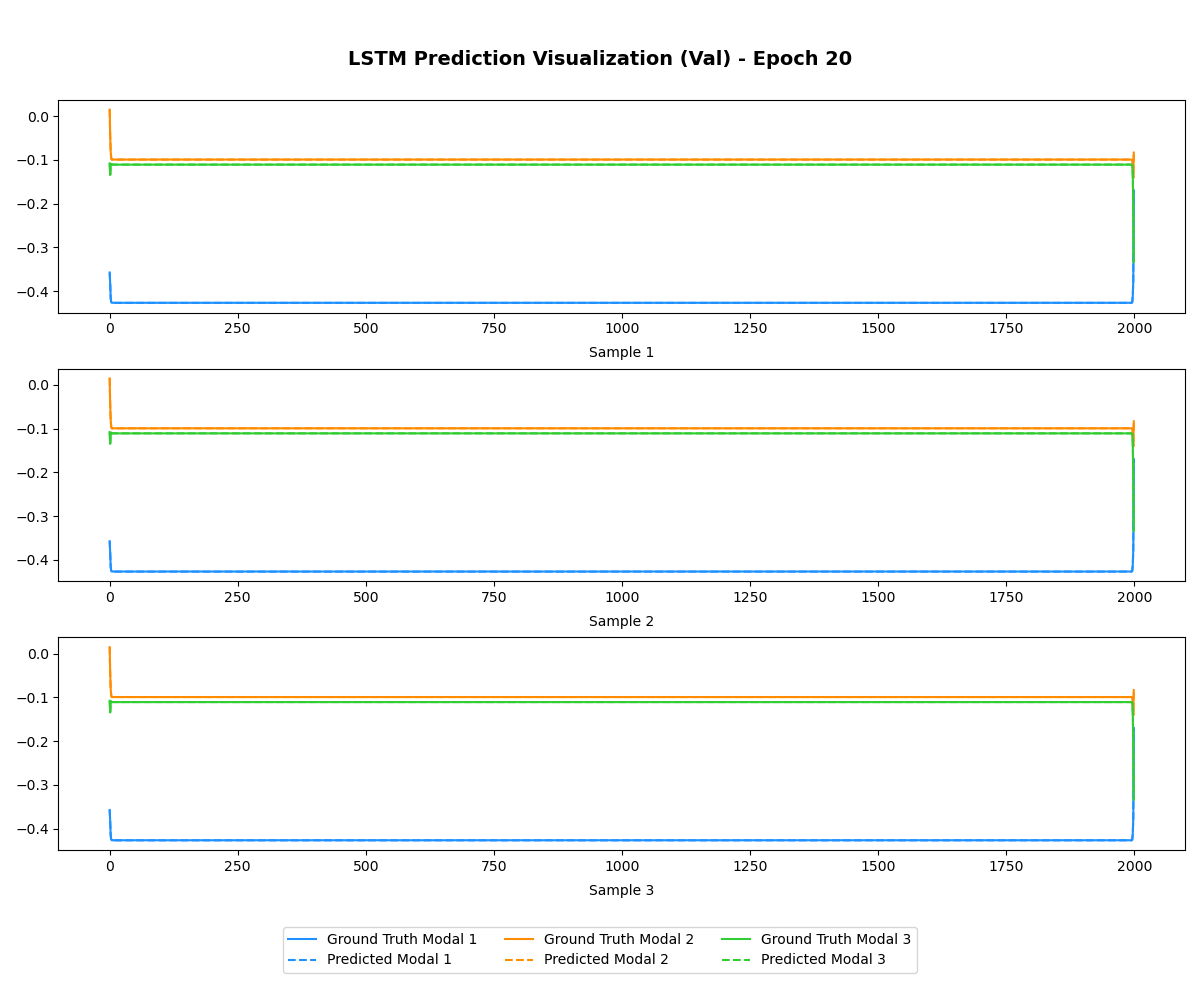 LSTM Prediction Visualization (Val) - Epoch 20
0.0
−0.1
−0.2
−0.3
−0.4
0 250 500 750 1000 1250 1500 1750 2000
Sample 1
0.0
−0.1
−0.2
−0.3
−0.4
0 250 500 750 1000 1250 1500 1750 2000
Sample 2
0.0
−0.1
−0.2
−0.3
−0.4
0 250 500 750 1000 1250 1500 1750 2000
Sample 3
Ground Truth Modal 1 Ground Truth Modal 2 Ground Truth Modal 3
Predicted Modal 1 Predicted Modal 2 Predicted Modal 3